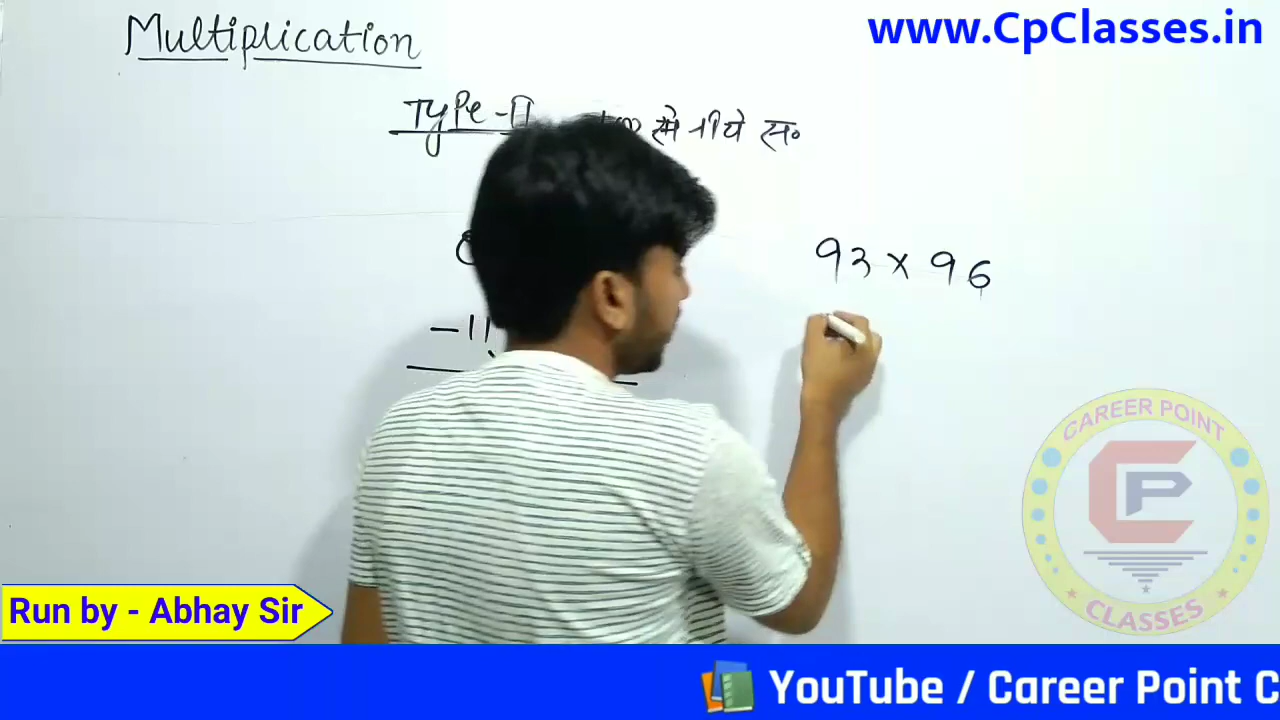 www.CpClasses.in
Multiplication
Type-II
से नीचे सं॰
93 x 96
-11
CAREER POINT
CP
CLASSES
Run by - Abhay Sir
YouTube / Career Point C